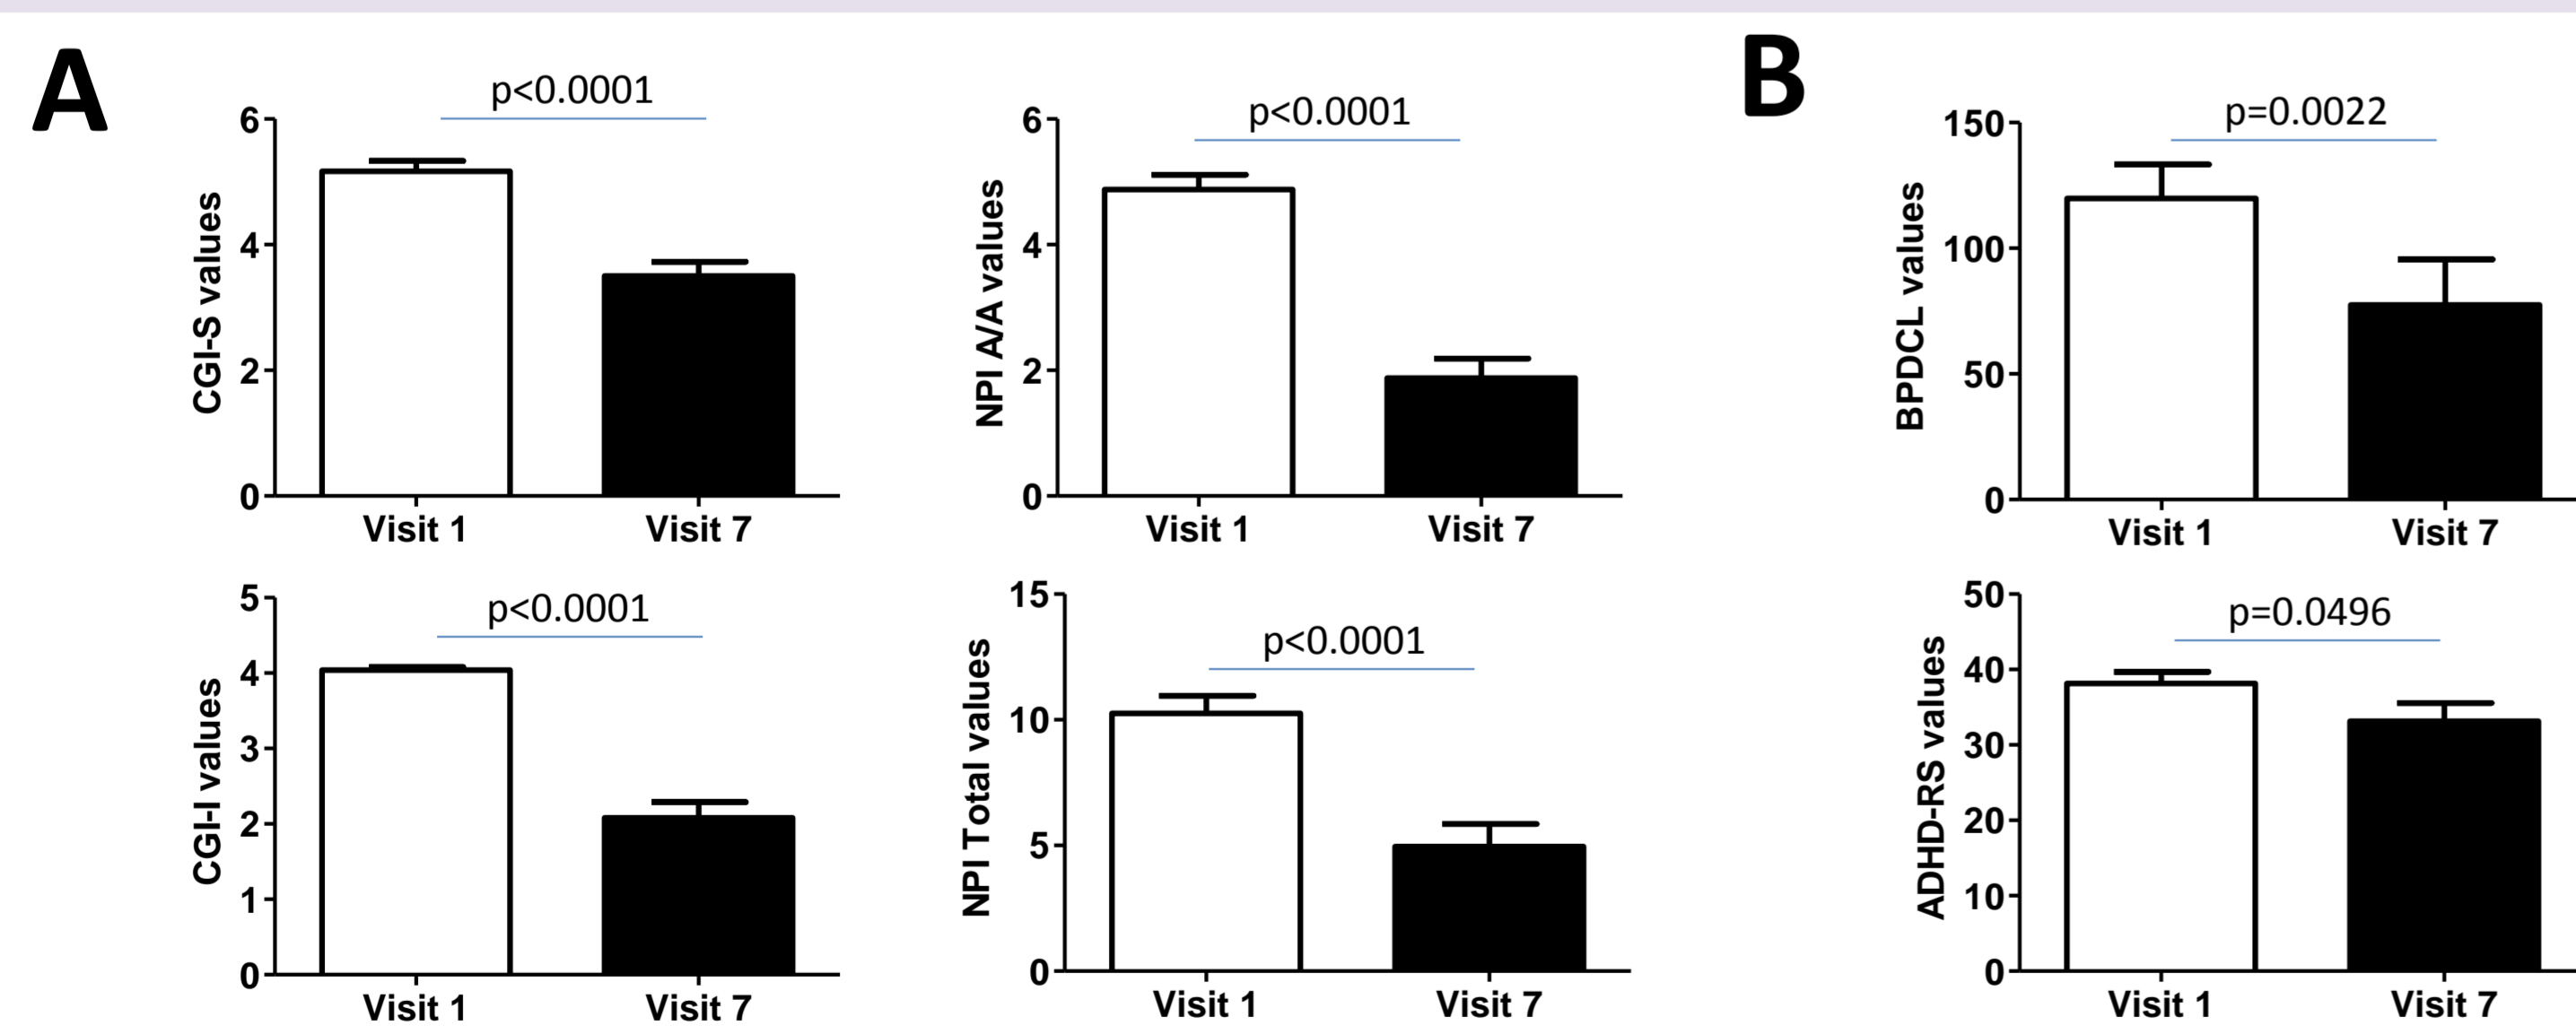 A
p<0.0001
CGI-S values
6
4
2
0
Visit 1
Visit 7
p<0.0001
NPI A/A values
6
4
2
0
Visit 1
Visit 7
p<0.0001
CGI-I values
5
4
3
2
1
0
Visit 1
Visit 7
p<0.0001
NPI Total values
15
10
5
0
Visit 1
Visit 7
B
p=0.0022
BPDCL values
150
100
50
0
Visit 1
Visit 7
p=0.0496
ADHD-RS values
50
40
30
20
10
0
Visit 1
Visit 7